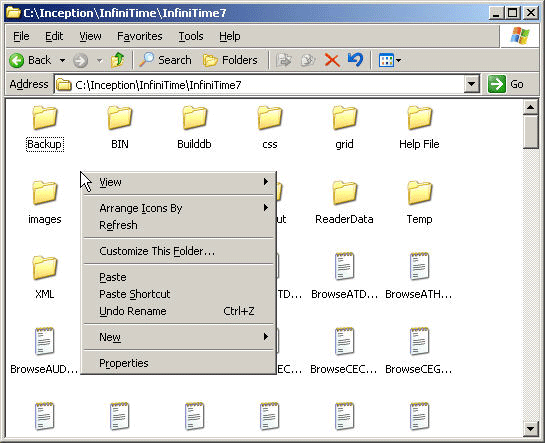 C:\Inception\InfiniTime\InfiniTime7
File Edit View Favorites Tools Help
Back Search Folders
Address C:\Inception\InfiniTime\InfiniTime7 Go
Backup BIN Builddb css grid Help File
View
images ut ReaderData Temp
Arrange Icons By
Refresh
Customize This Folder...
Paste
XML TD... BrowseATD... BrowseATH...
Paste Shortcut
Undo Rename Ctrl+Z
New
Properties
BrowseAUD... EC... BrowseCEC... BrowseCEG...